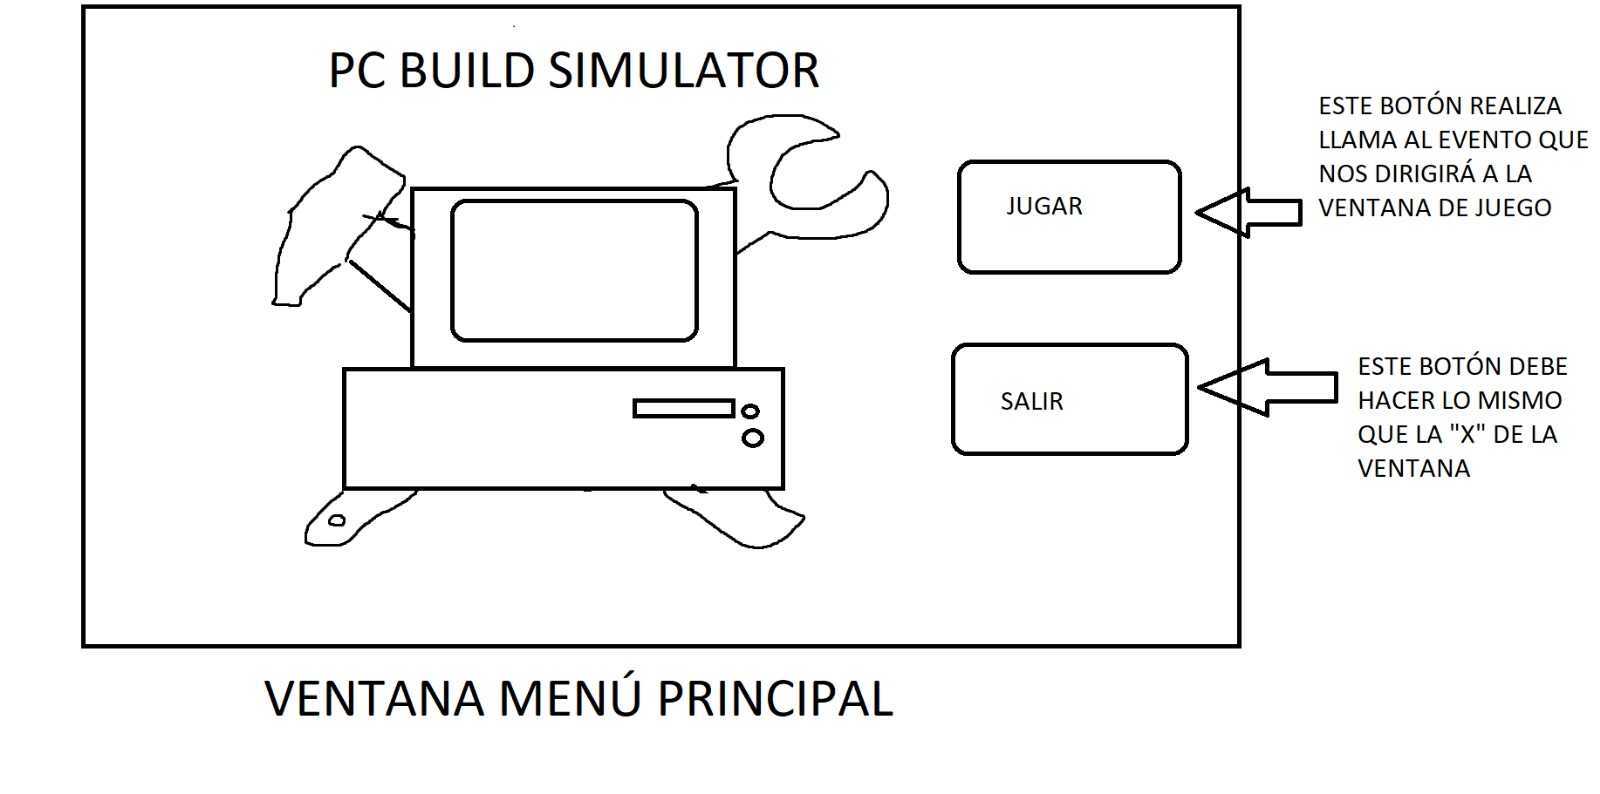 PC BUILD SIMULATOR
ESTE BOTÓN REALIZA
LLAMA AL EVENTO QUE
NOS DIRIGIRÁ A LA
VENTANA DE JUEGO
JUGAR
ESTE BOTÓN DEBE
HACER LO MISMO
QUE LA "X" DE LA
VENTANA
SALIR
VENTANA MENÚ PRINCIPAL